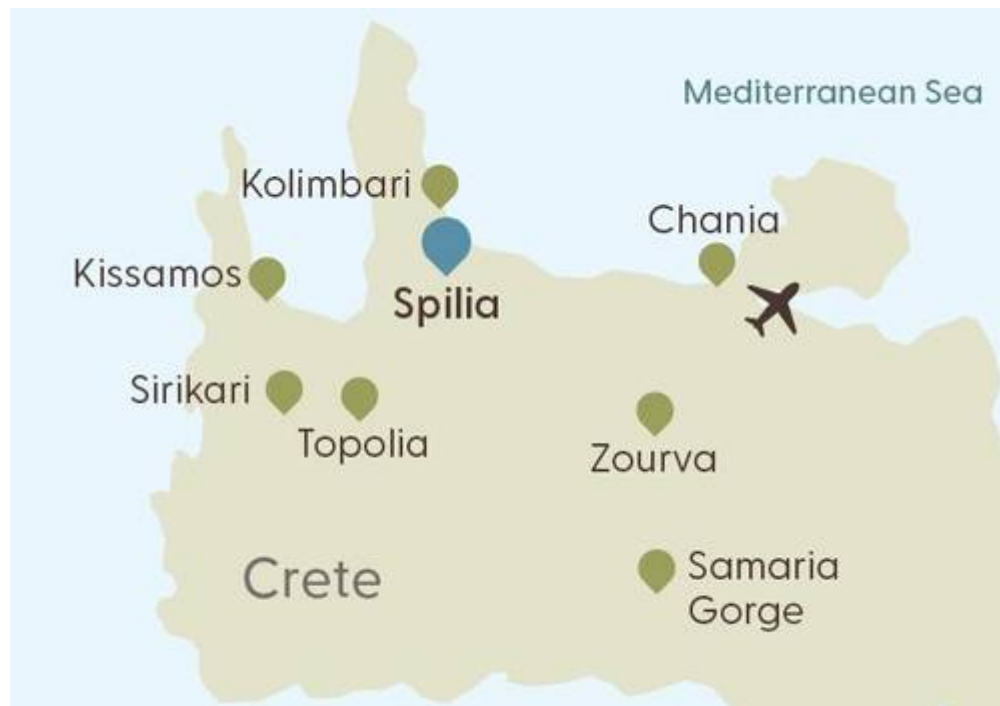 Mediterranean Sea
Kolimbari
Chania
Kissamos
Spilia
Sirikari
Topolia
Zourva
Crete
Samaria
Gorge